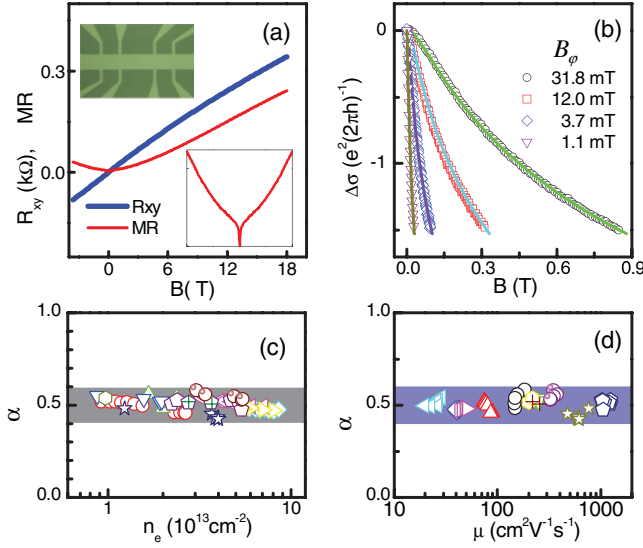 (a)
R_xy (kΩ), MR
0.3
0.0
Rxy
MR
0 6 12 18
B( T)
(b)
B_φ
31.8 mT
12.0 mT
3.7 mT
1.1 mT
Δσ (e²(2πh)⁻¹)
0
-1
0.0 0.3 0.6 0.9
B (T)
(c)
α
1.0
0.5
0.0
1 10
n_e (10¹³cm⁻²)
(d)
α
1.0
0.5
0.0
10 100 1000
μ (cm²V⁻¹s⁻¹)